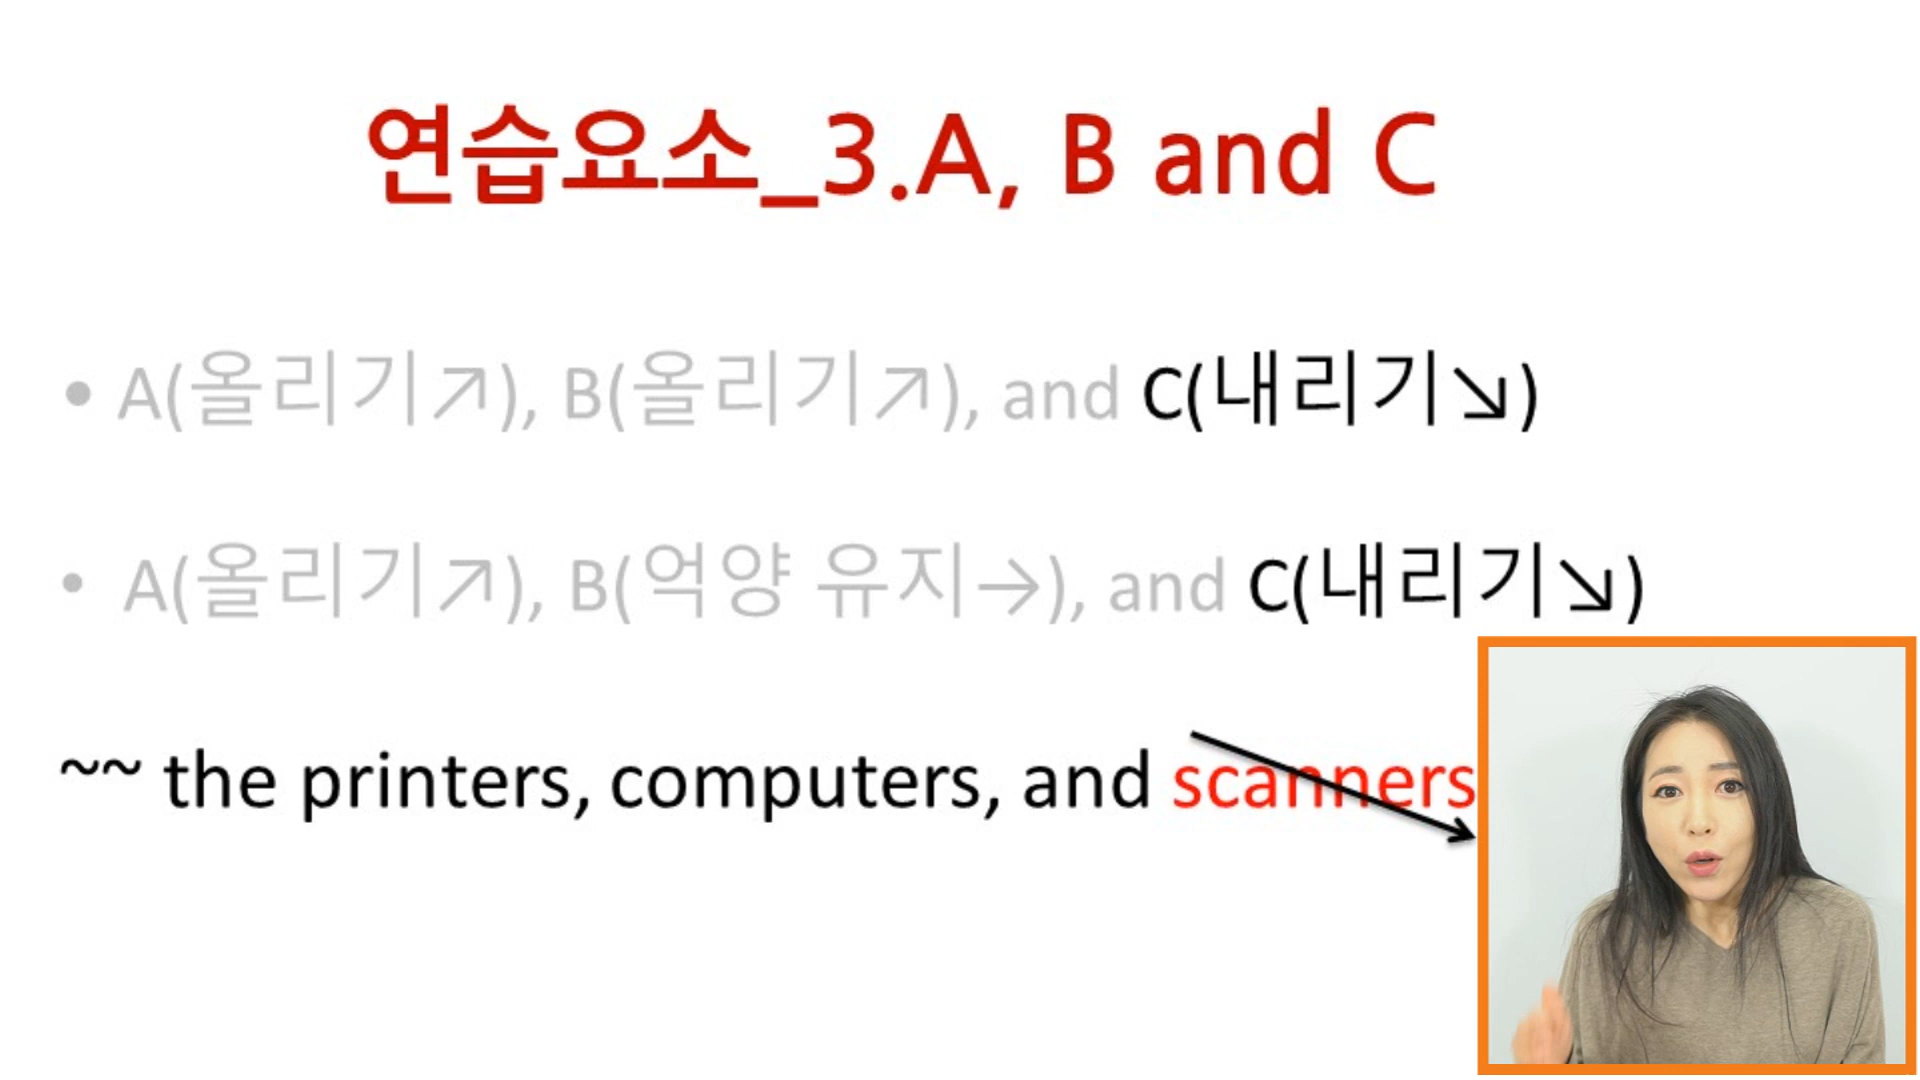 연습요소_3.A, B and C
• A(올리기↗), B(올리기↗), and C(내리기↘)
• A(올리기↗), B(억양 유지→), and C(내리기↘)
~~ the printers, computers, and scanners